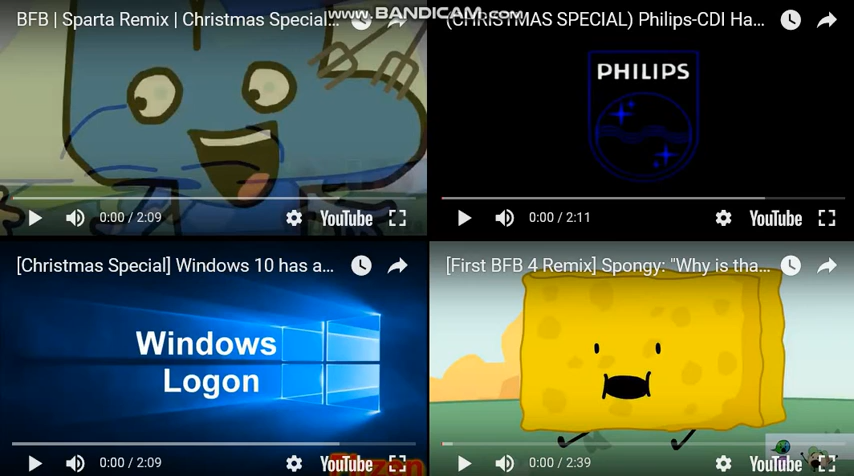 BFB | Sparta Remix | Christmas Special...
www.BANDICAM.com
(CHRISTMAS SPECIAL) Philips-CDI Ha...
PHILIPS
0:00 / 2:09
YouTube
0:00 / 2:11
YouTube
[Christmas Special] Windows 10 has a...
[First BFB 4 Remix] Spongy: "Why is tha...
Windows
Logon
0:00 / 2:09
YouTube
0:00 / 2:39
YouTube